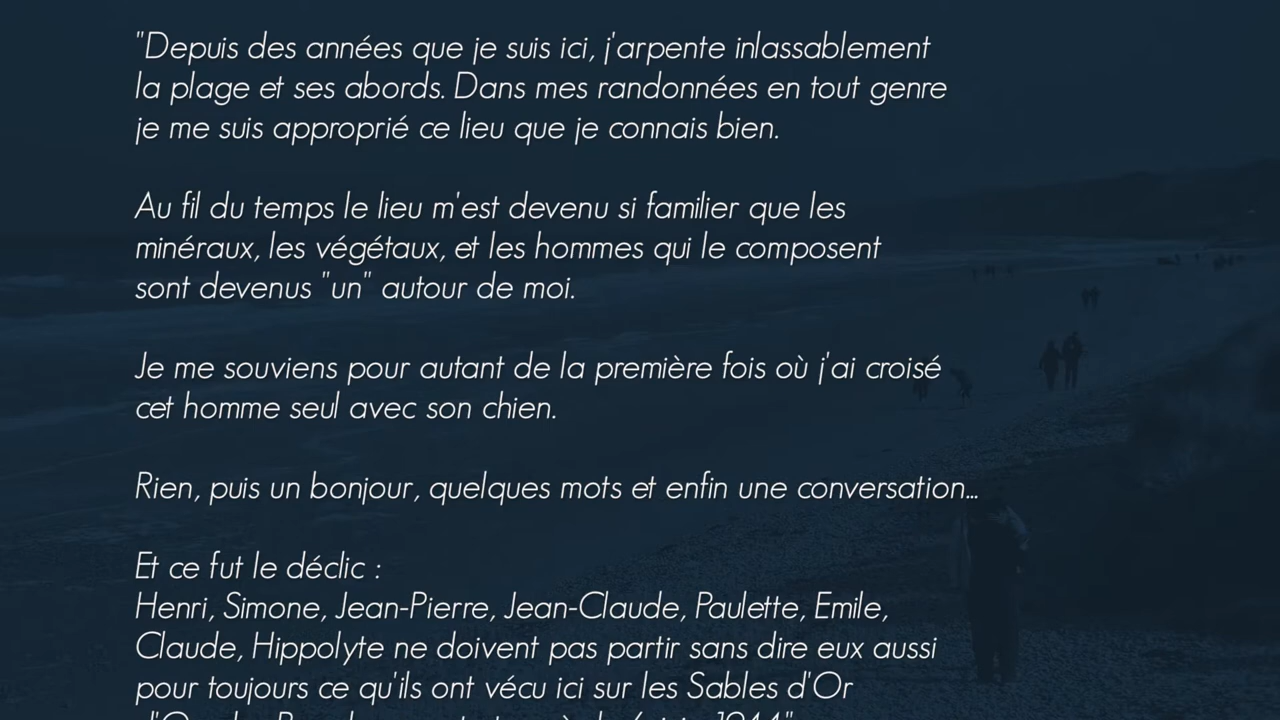 "Depuis des années que je suis ici, j'arpente inlassablement
la plage et ses abords. Dans mes randonnées en tout genre
je me suis approprié ce lieu que je connais bien.
Au fil du temps le lieu m'est devenu si familier que les
minéraux, les végétaux, et les hommes qui le composent
sont devenus "un" autour de moi.
Je me souviens pour autant de la première fois où j'ai croisé
cet homme seul avec son chien.
Rien, puis un bonjour, quelques mots et enfin une conversation...
Et ce fut le déclic :
Henri, Simone, Jean-Pierre, Jean-Claude, Paulette, Emile,
Claude, Hippolyte ne doivent pas partir sans dire eux aussi
pour toujours ce qu'ils ont vécu ici sur les Sables d'Or